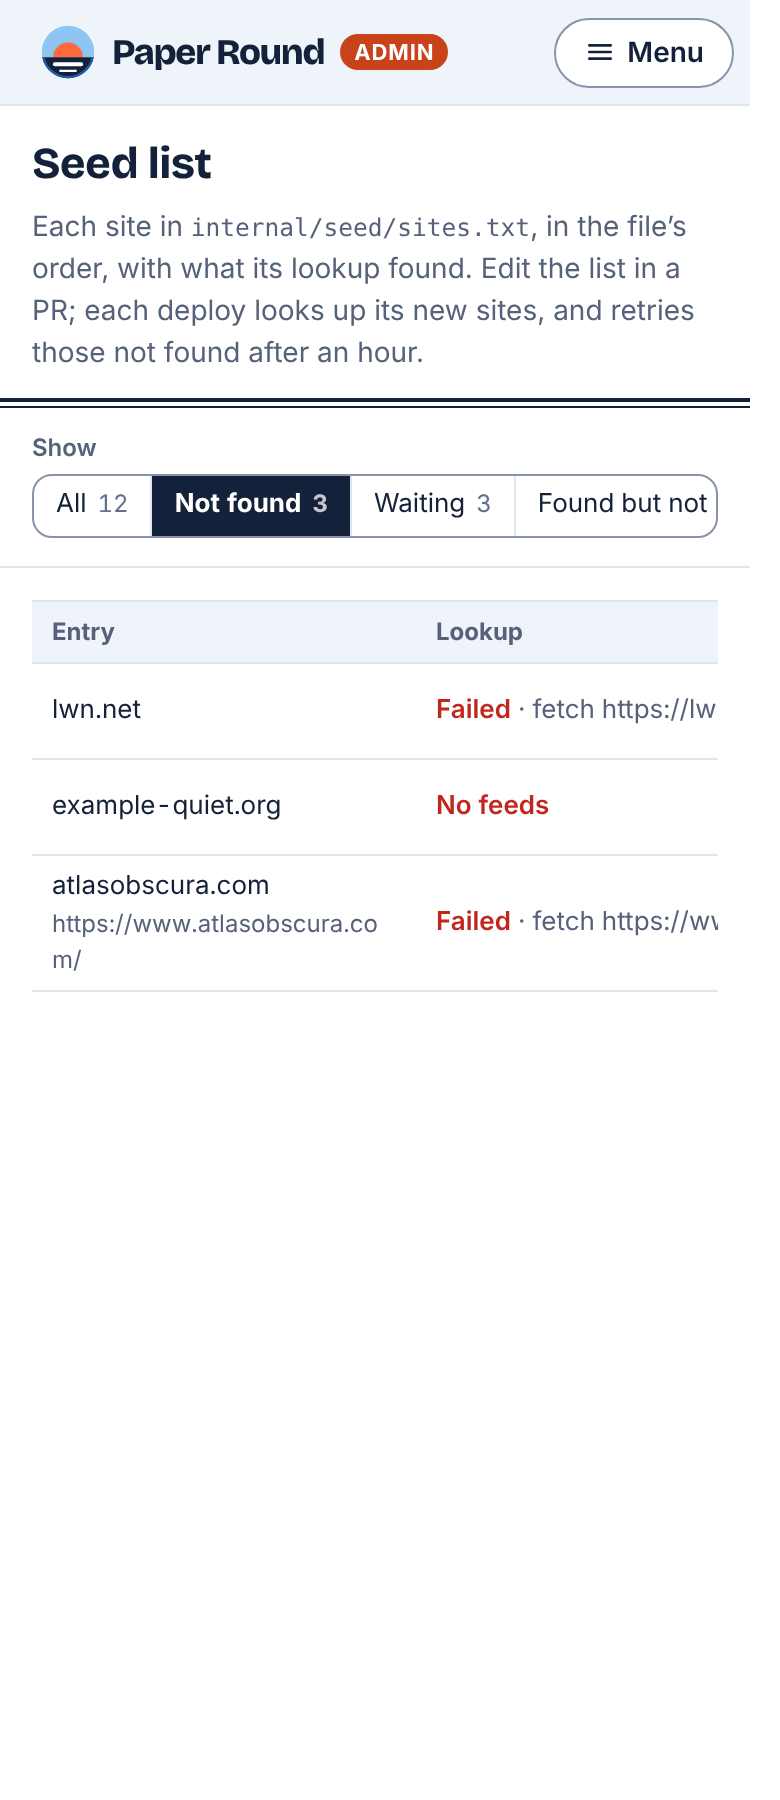 Paper Round ADMIN
Menu
Seed list
Each site in internal/seed/sites.txt, in the file’s
order, with what its lookup found. Edit the list in a
PR; each deploy looks up its new sites, and retries
those not found after an hour.
Show
All 12 Not found 3 Waiting 3 Found but not
Entry Lookup
lwn.net Failed · fetch https://lw
example-quiet.org No feeds
atlasobscura.com
https://www.atlasobscura.co
m/
Failed · fetch https://w